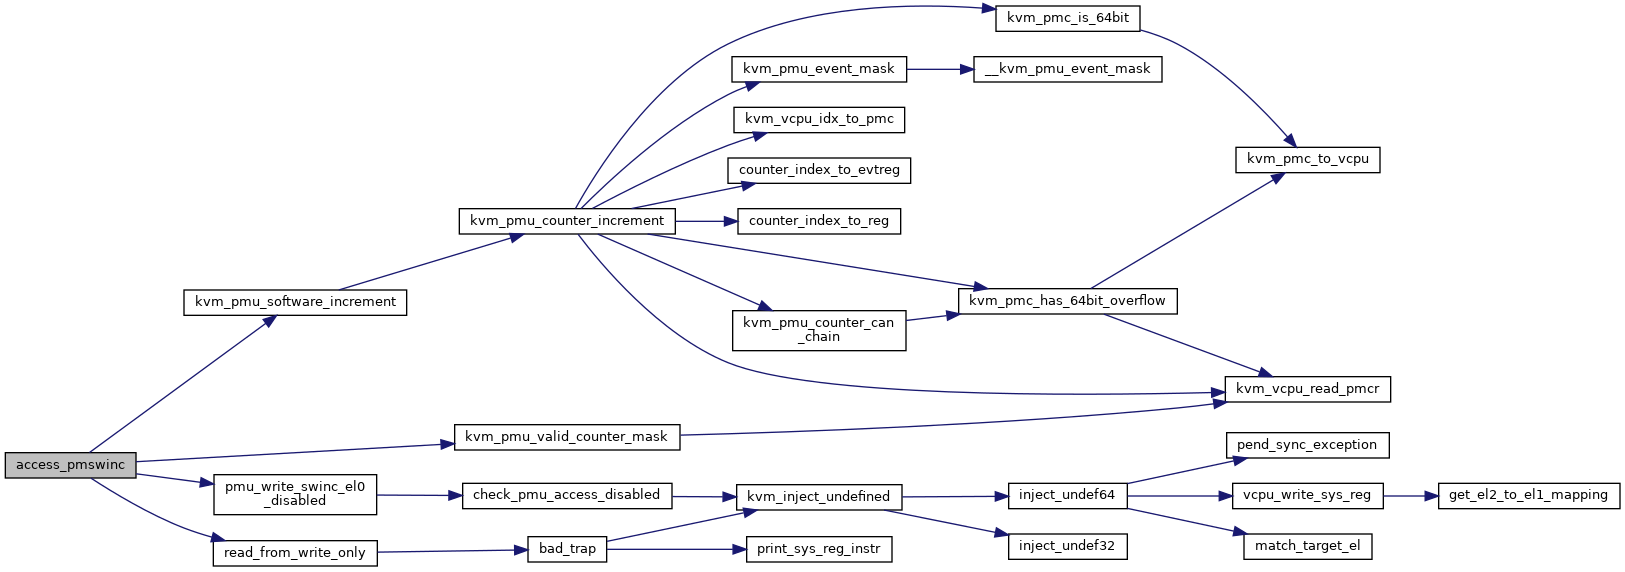 kvm_pmc_is_64bit
kvm_pmu_event_mask
__kvm_pmu_event_mask
kvm_vcpu_idx_to_pmc
kvm_pmc_to_vcpu
counter_index_to_evtreg
kvm_pmu_counter_increment
counter_index_to_reg
kvm_pmu_software_increment
kvm_pmc_has_64bit_overflow
kvm_pmu_counter_can
_chain
kvm_vcpu_read_pmcr
kvm_pmu_valid_counter_mask
pend_sync_exception
access_pmswinc
pmu_write_swinc_el0
_disabled
check_pmu_access_disabled
kvm_inject_undefined
inject_undef64
vcpu_write_sys_reg
get_el2_to_el1_mapping
read_from_write_only
bad_trap
print_sys_reg_instr
inject_undef32
match_target_el